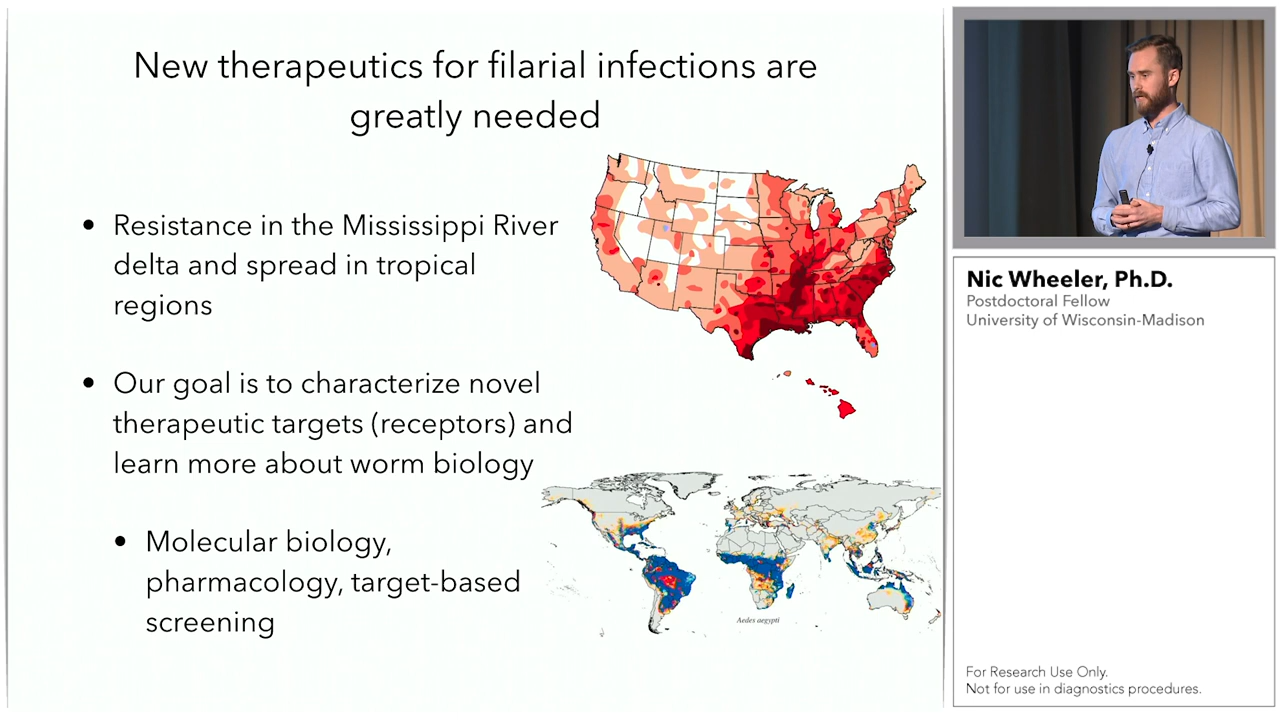 New therapeutics for filarial infections are
greatly needed
• Resistance in the Mississippi River
delta and spread in tropical
regions
• Our goal is to characterize novel
therapeutic targets (receptors) and
learn more about worm biology
• Molecular biology,
pharmacology, target-based
screening
Aedes aegypti
Nic Wheeler, Ph.D.
Postdoctoral Fellow
University of Wisconsin-Madison
For Research Use Only.
Not for use in diagnostics procedures.